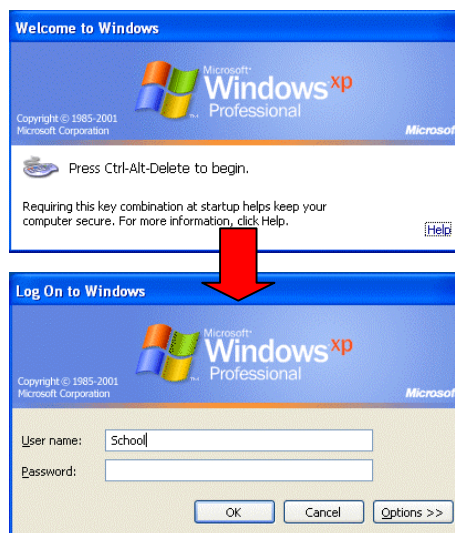 Welcome to Windows
Microsoft®
Windows xp
Professional
Copyright © 1985-2001
Microsoft Corporation
Microsof
Press Ctrl-Alt-Delete to begin.
Requiring this key combination at startup helps keep your
computer secure. For more information, click Help.
Help
Log On to Windows
Microsoft®
Windows xp
Professional
Copyright © 1985-2001
Microsoft Corporation
Microsof
User name: School
Password:
OK Cancel Options >>